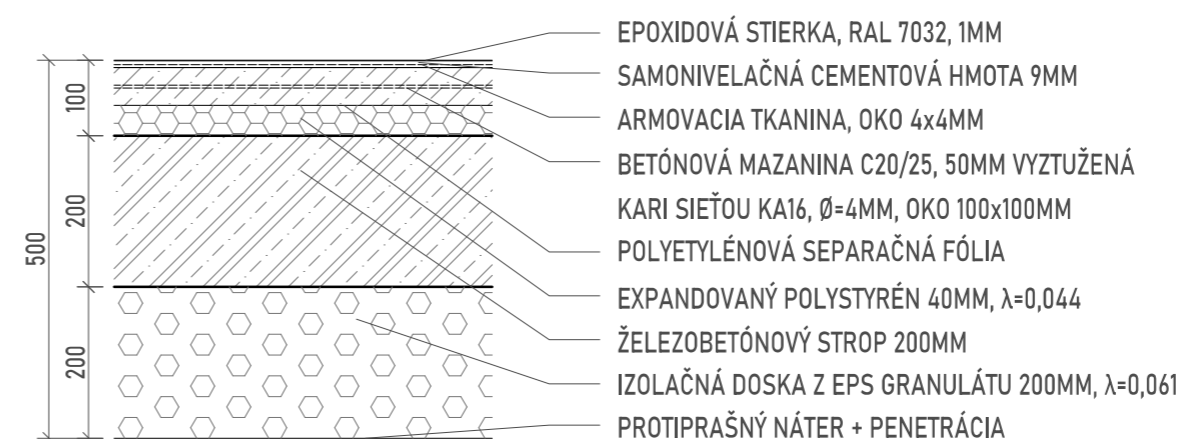 EPOXIDOVÁ STIERKA, RAL 7032, 1MM
SAMONIVELAČNÁ CEMENTOVÁ HMOTA 9MM
ARMOVACIA TKANINA, OKO 4x4MM
BETÓNOVÁ MAZANINA C20/25, 50MM VYZTUŽENÁ
KARI SIEŤOU KA16, Ø=4MM, OKO 100x100MM
POLYETYLÉNOVÁ SEPARAČNÁ FÓLIA
EXPANDOVANÝ POLYSTYRÉN 40MM, λ=0,044
ŽELEZOBETÓNOVÝ STROP 200MM
IZOLAČNÁ DOSKA Z EPS GRANULÁTU 200MM, λ=0,061
PROTIPRAŠNÝ NÁTER + PENETRÁCIA
500
100
200
200